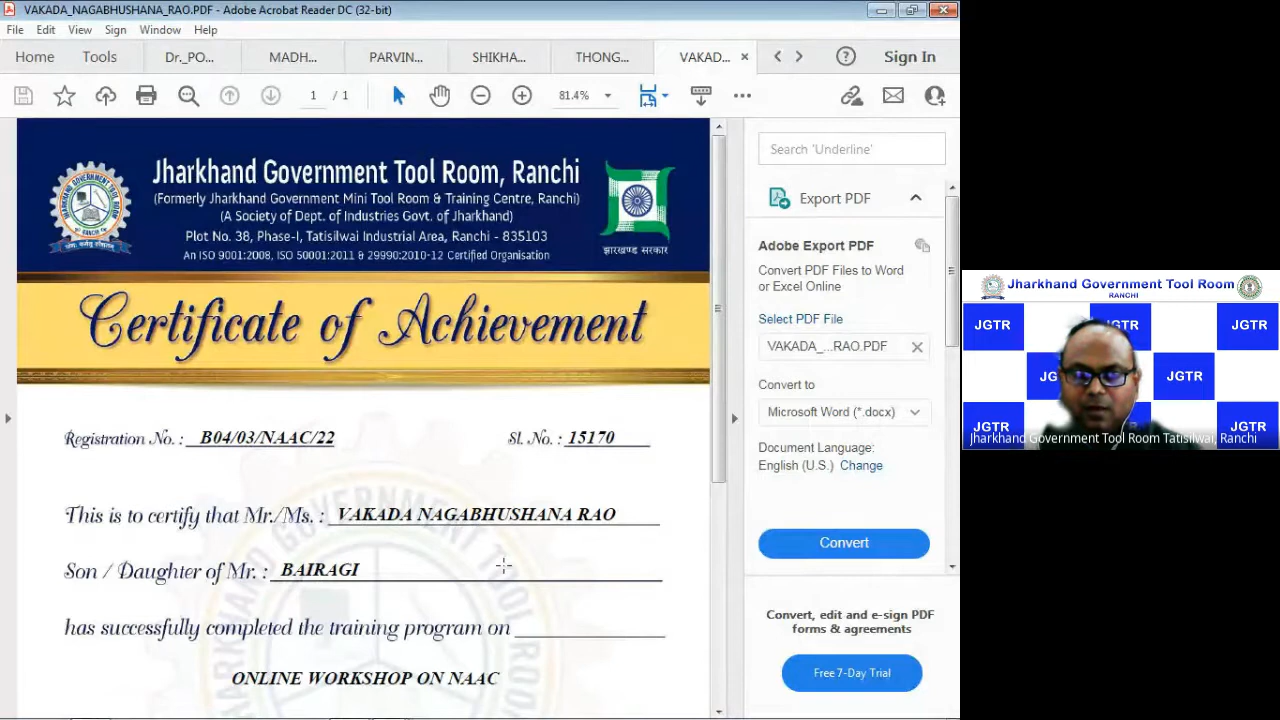 VAKADA_NAGABHUSHANA_RAO.PDF - Adobe Acrobat Reader DC (32-bit)
File Edit View Sign Window Help
Home Tools Dr._PO... MADH... PARVIN... SHIKHA... THONG... VAKAD... Sign In
1 / 1 81.4%
Jharkhand Government Tool Room, Ranchi
(Formerly Jharkhand Government Mini Tool Room & Training Centre, Ranchi)
(A Society of Dept. of Industries Govt. of Jharkhand)
Plot No. 38, Phase-I, Tatisilwai Industrial Area, Ranchi - 835103
An ISO 9001:2008, ISO 50001:2011 & 29990:2010-12 Certified Organisation
झारखण्ड सरकार
Certificate of Achievement
Registration No. : B04/03/NAAC/22 Sl. No. : 15170
This is to certify that Mr./Ms. : VAKADA NAGABHUSHANA RAO
Son / Daughter of Mr. : BAIRAGI
has successfully completed the training program on
ONLINE WORKSHOP ON NAAC
JHARKHAND GOVERNMENT TOOL ROOM
Search 'Underline'
Export PDF
Adobe Export PDF
Convert PDF Files to Word
or Excel Online
Select PDF File
VAKADA_...RAO.PDF
Convert to
Microsoft Word (*.docx)
Document Language:
English (U.S.) Change
Convert
Convert, edit and e-sign PDF
forms & agreements
Free 7-Day Trial
Jharkhand Government Tool Room
RANCHI
JGTR JGTR JGTR
JG JGTR
JGTR JGTR
Jharkhand Government Tool Room Tatisilwai, Ranchi